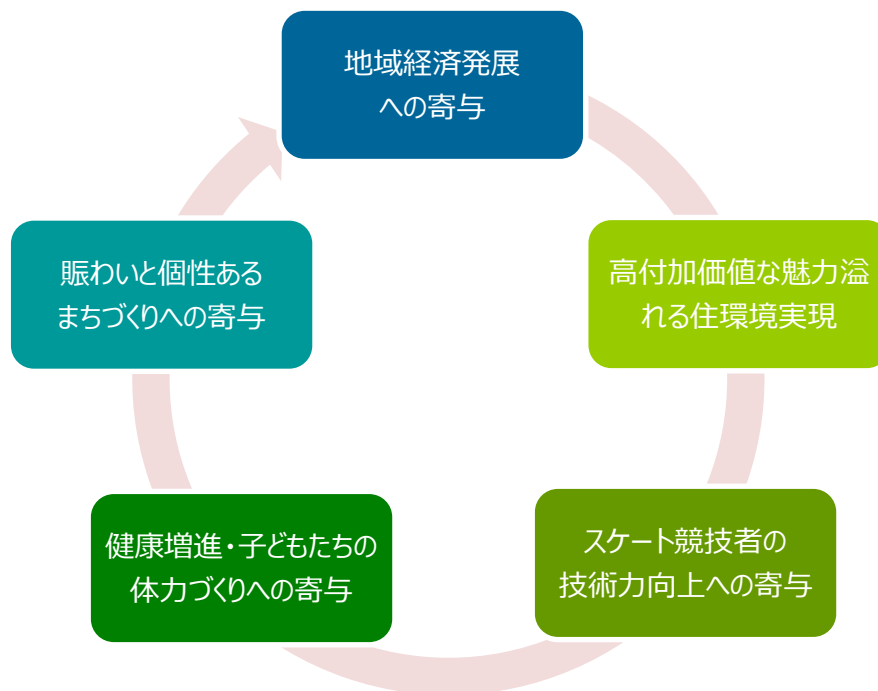 地域経済発展
への寄与
高付加価値な魅力溢
れる住環境実現
スケート競技者の
技術力向上への寄与
健康増進・子どもたちの
体力づくりへの寄与
賑わいと個性ある
まちづくりへの寄与